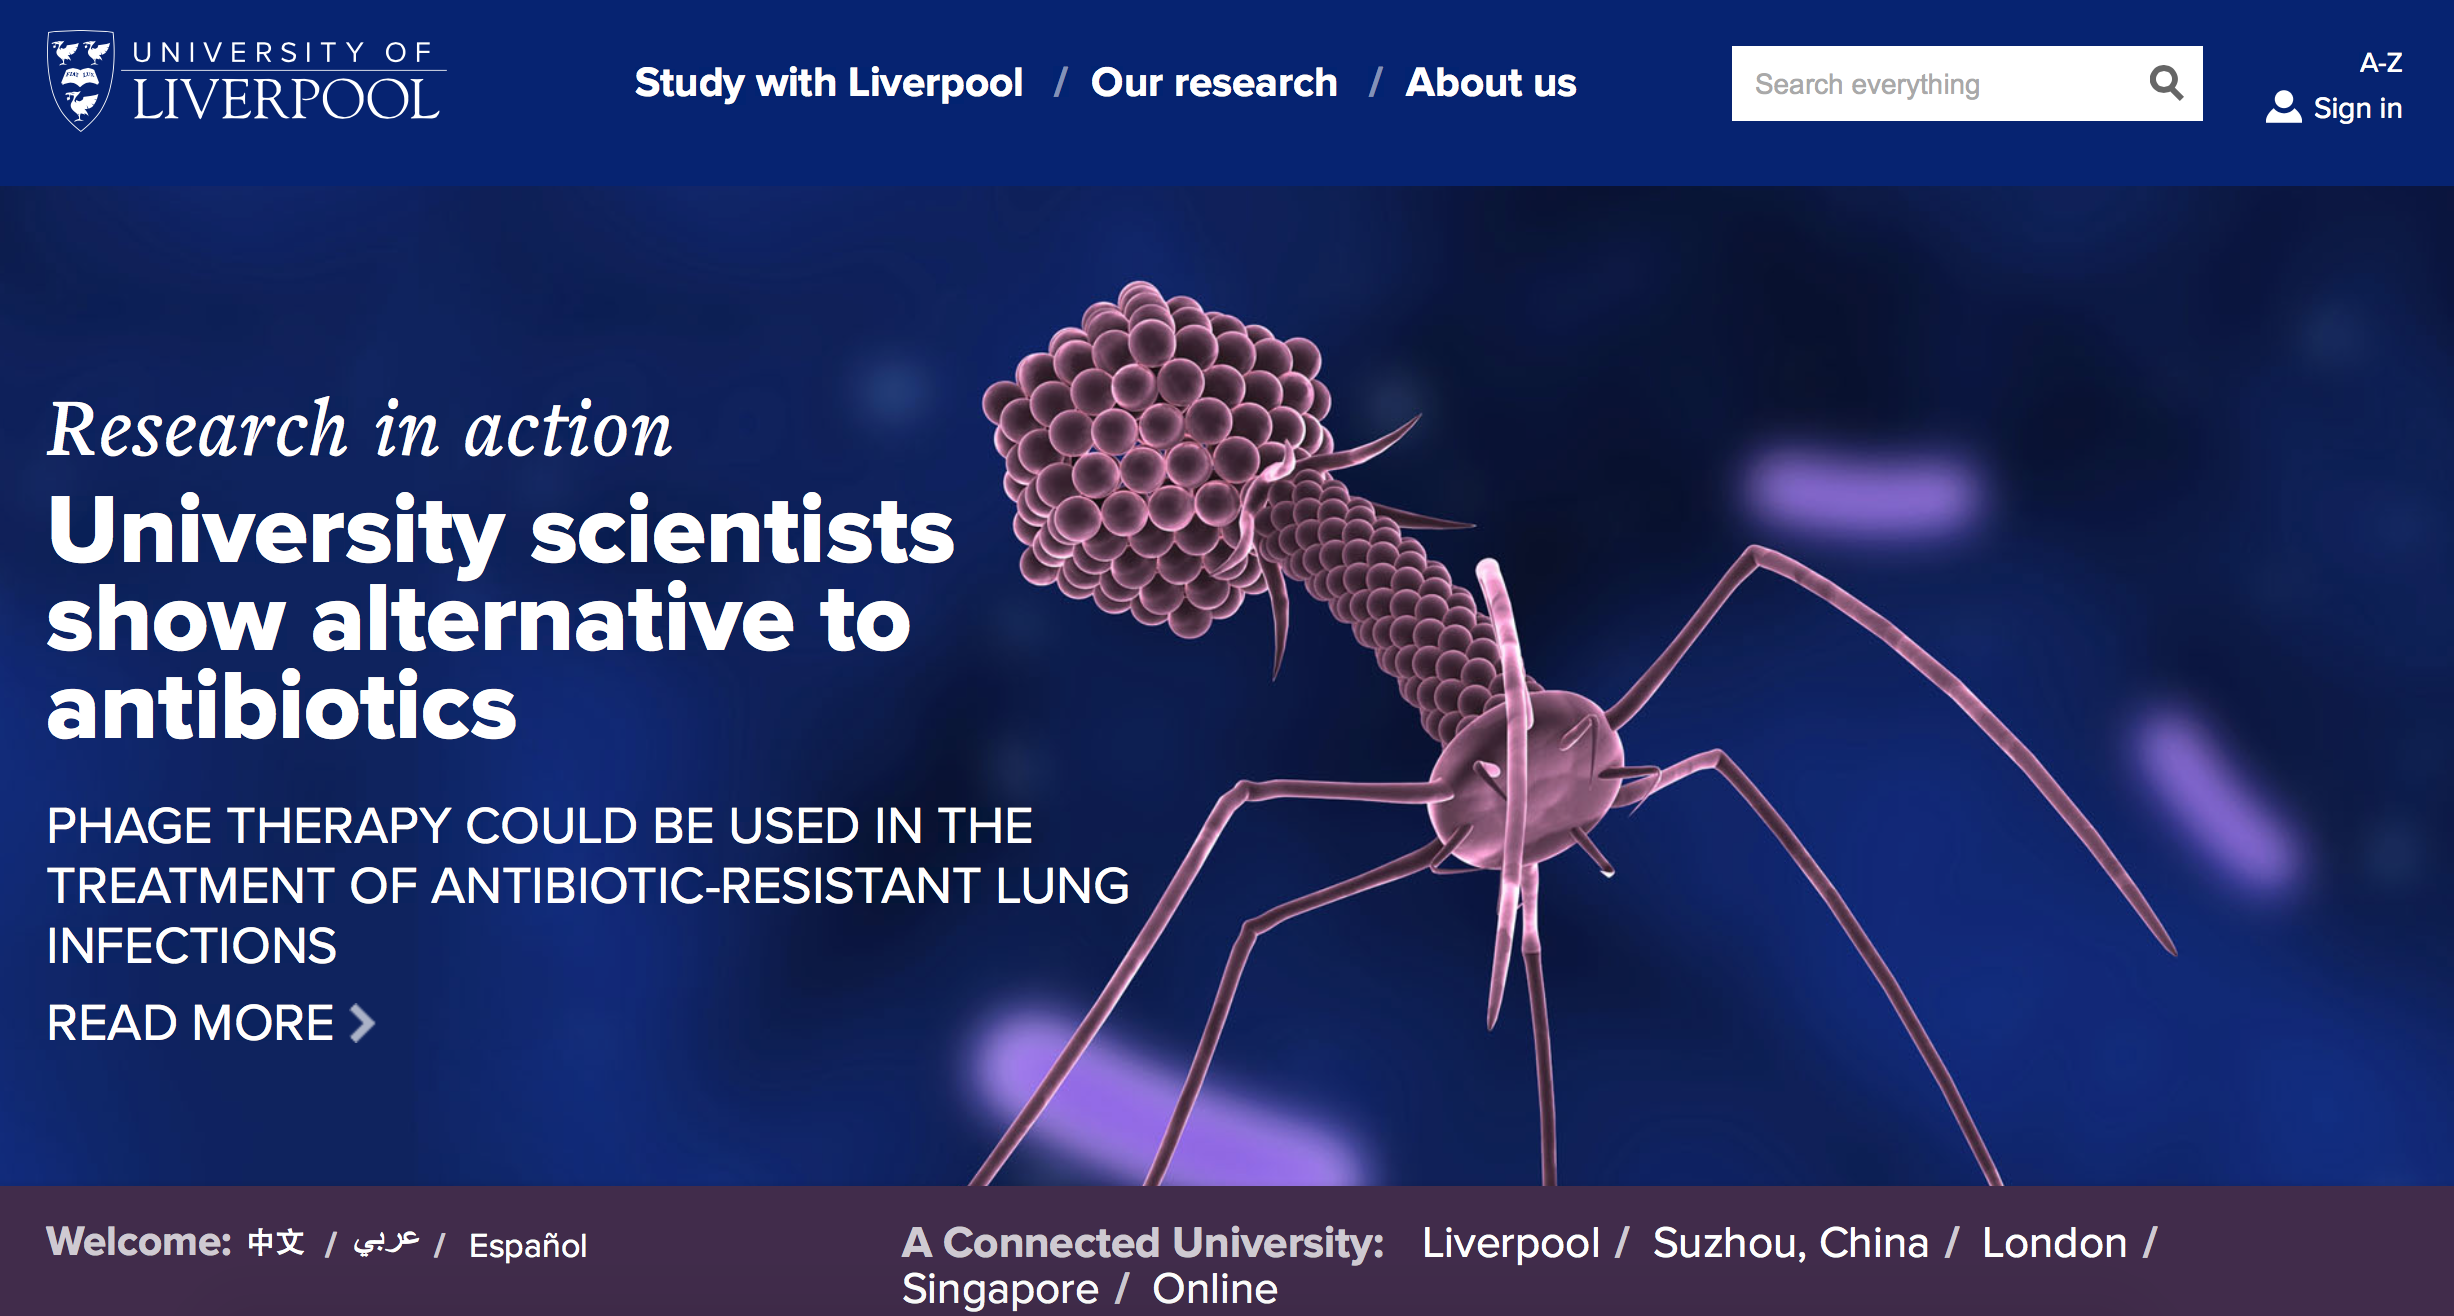 UNIVERSITY OF
LIVERPOOL
FIAT LUX
Study with Liverpool / Our research / About us
Search everything
A-Z
Sign in
Research in action
University scientists
show alternative to
antibiotics
PHAGE THERAPY COULD BE USED IN THE
TREATMENT OF ANTIBIOTIC-RESISTANT LUNG
INFECTIONS
READ MORE
Welcome: 中文 / عربي / Español
A Connected University: Liverpool / Suzhou, China / London /
Singapore / Online